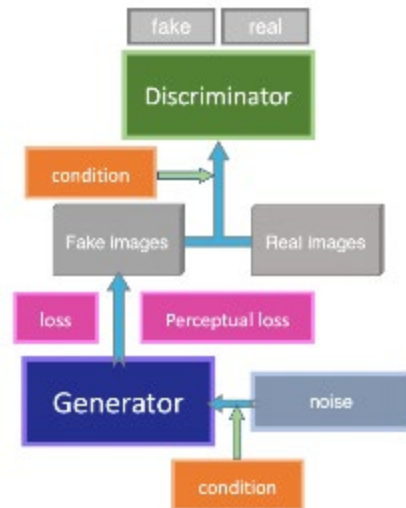 fake real
Discriminator
condition
Fake images Real images
loss Perceptual loss
Generator noise
condition